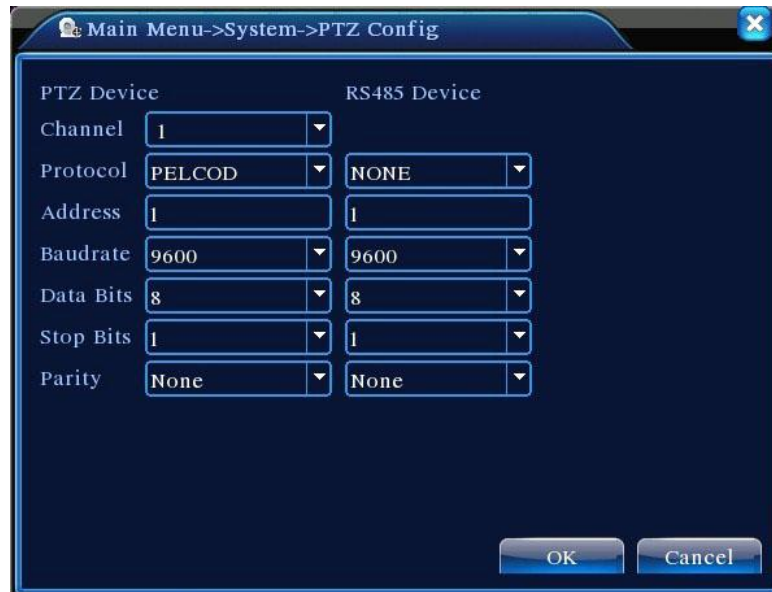 Main Menu->System->PTZ Config
PTZ Device RS485 Device
Channel 1
Protocol PELCOD NONE
Address 1 1
Baudrate 9600 9600
Data Bits 8 8
Stop Bits 1 1
Parity None None
OK Cancel